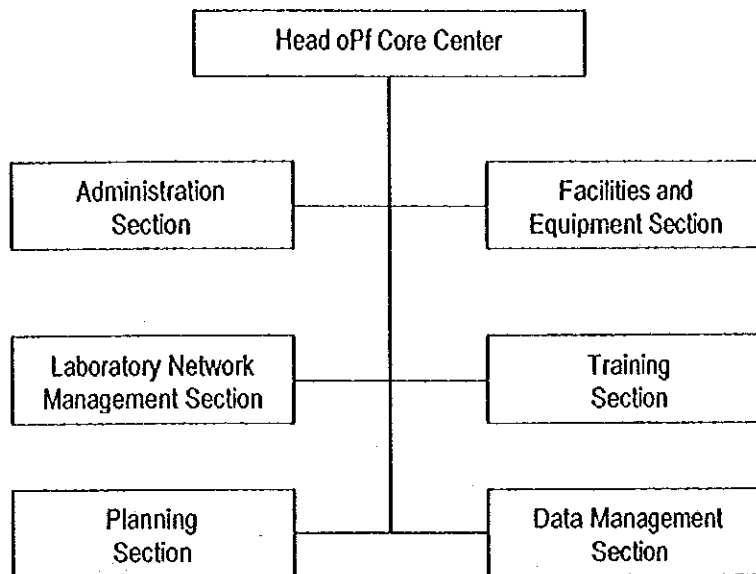 Head oPf Core Center
Administration
Section
Facilities and
Equipment Section
Laboratory Network
Management Section
Training
Section
Planning
Section
Data Management
Section